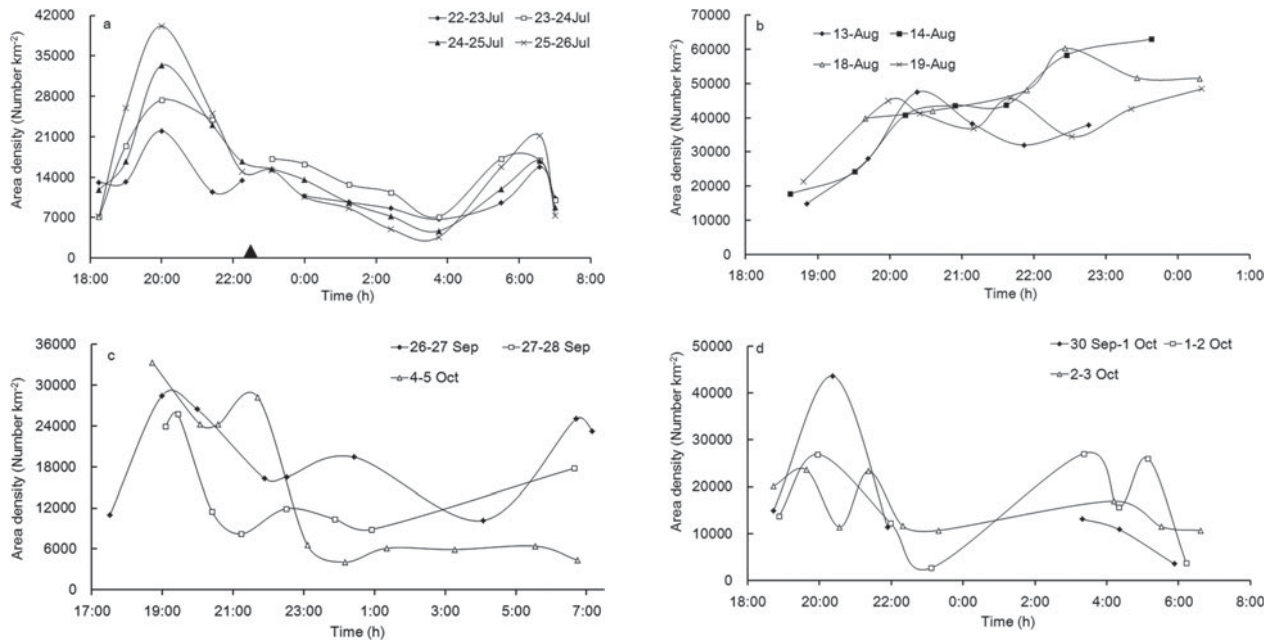 a
22-23Jul 23-24Jul
24-25Jul 25-26Jul
Area density (Number km⁻²)
42000
35000
28000
21000
14000
7000
0
18:00 20:00 22:00 0:00 2:00 4:00 6:00 8:00
Time (h)
b
13-Aug 14-Aug
18-Aug 19-Aug
Area density (Number km⁻²)
70000
60000
50000
40000
30000
20000
10000
0
18:00 19:00 20:00 21:00 22:00 23:00 0:00 1:00
Time (h)
c
26-27 Sep 27-28 Sep
4-5 Oct
Area density (Number km⁻²)
36000
30000
24000
18000
12000
6000
0
17:00 19:00 21:00 23:00 1:00 3:00 5:00 7:00
Time (h)
d
30 Sep-1 Oct 1-2 Oct
2-3 Oct
Area density (Number km⁻²)
50000
40000
30000
20000
10000
0
18:00 20:00 22:00 0:00 2:00 4:00 6:00 8:00
Time (h)